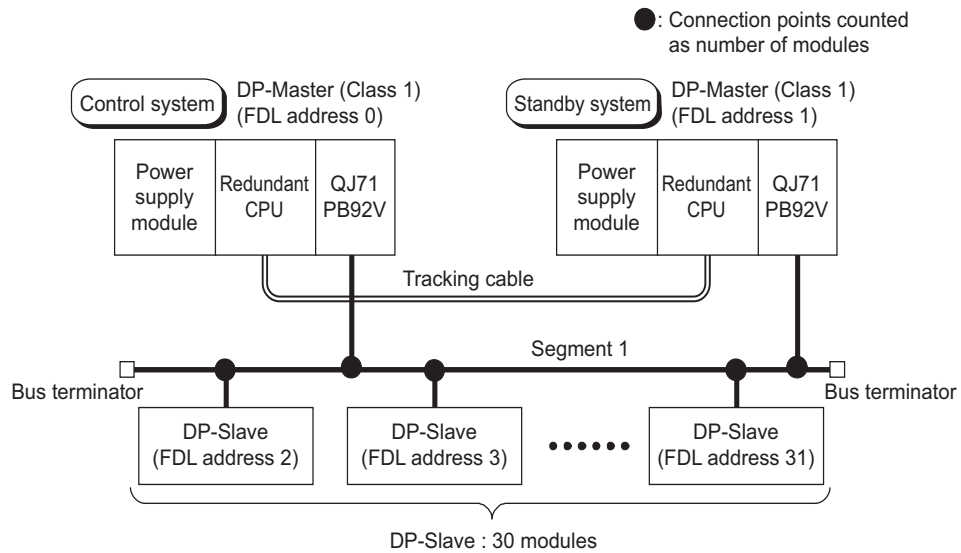 : Connection points counted
as number of modules
Control system
DP-Master (Class 1)
(FDL address 0)
Standby system
DP-Master (Class 1)
(FDL address 1)
Power
supply
module
Redundant
CPU
QJ71
PB92V
Power
supply
module
Redundant
CPU
QJ71
PB92V
Tracking cable
Segment 1
Bus terminator
Bus terminator
DP-Slave
(FDL address 2)
DP-Slave
(FDL address 3)
DP-Slave
(FDL address 31)
DP-Slave : 30 modules